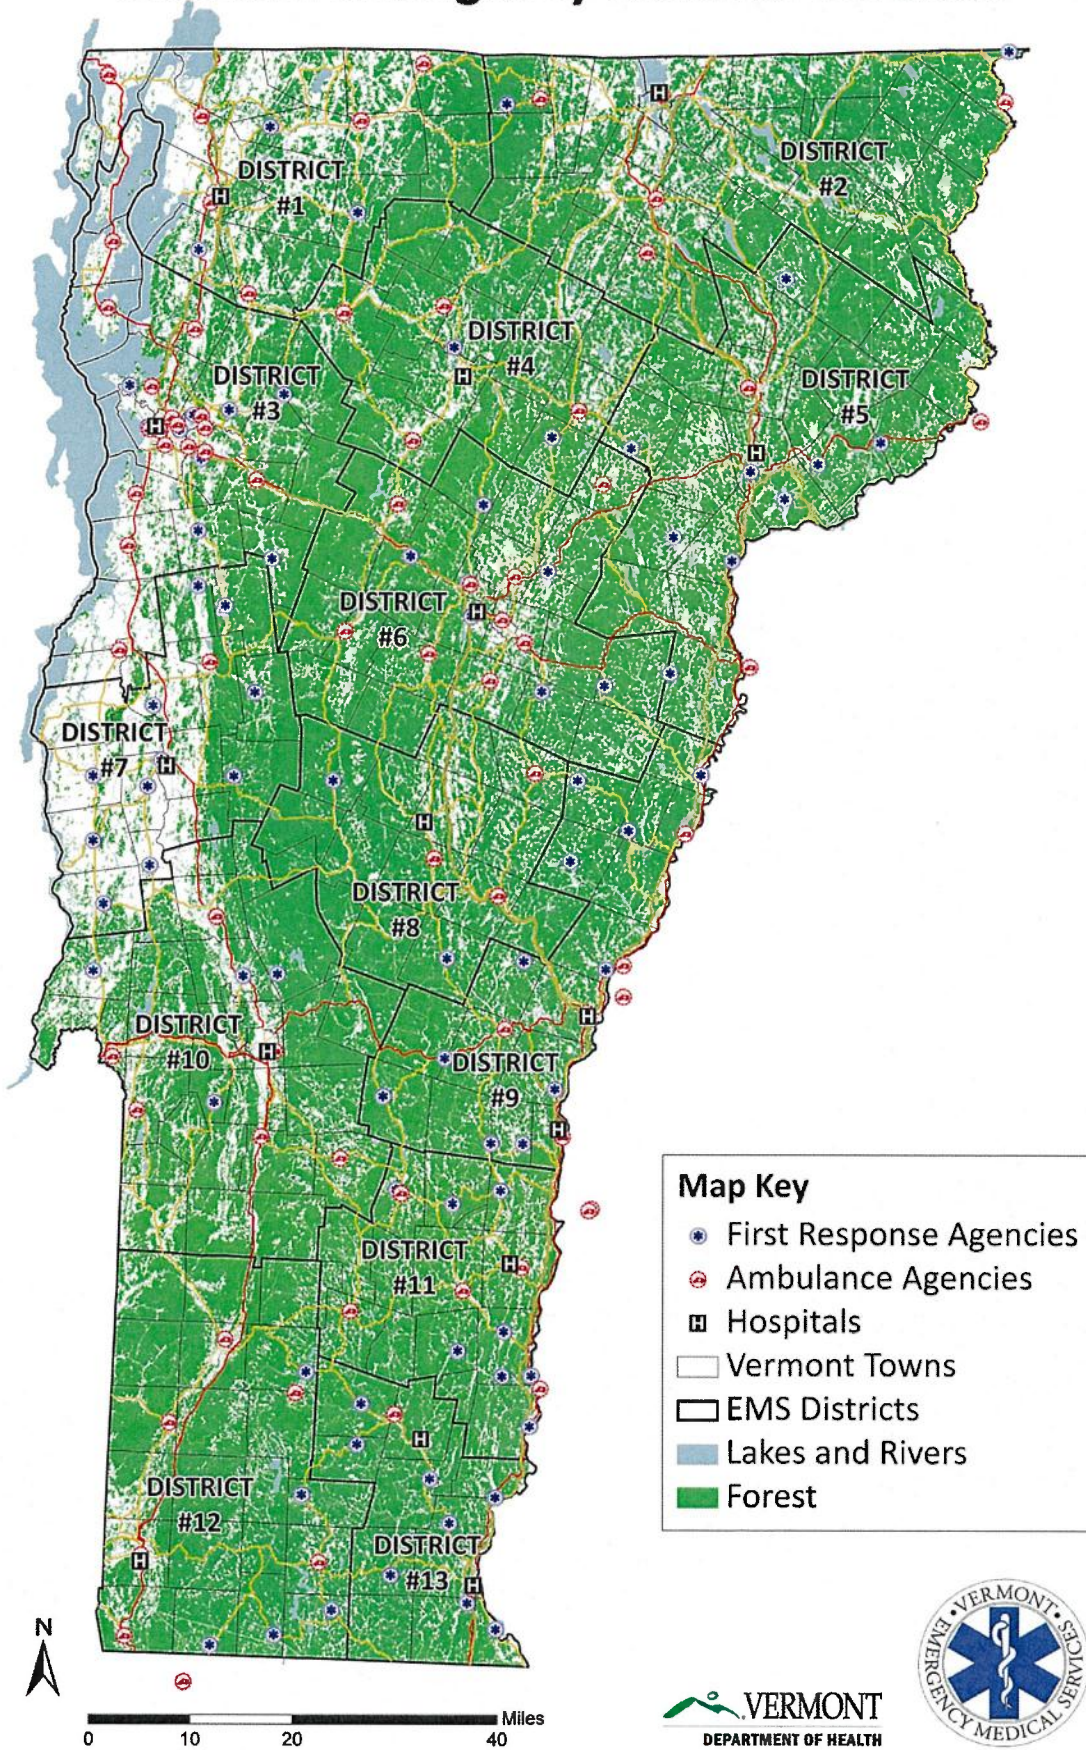 DISTRICT
#1
DISTRICT
#2
DISTRICT
#3
DISTRICT
#4
DISTRICT
#5
DISTRICT
#6
DISTRICT
#7
DISTRICT
#8
DISTRICT
#9
DISTRICT
#10
DISTRICT
#11
DISTRICT
#12
DISTRICT
#13
H
H
H
H
H
H
H
H
H
H
H
H
H
H
Map Key
First Response Agencies
Ambulance Agencies
H Hospitals
Vermont Towns
EMS Districts
Lakes and Rivers
Forest
N
Miles
0 10 20 40
VERMONT
DEPARTMENT OF HEALTH
• VERMONT •
EMERGENCY MEDICAL SERVICES